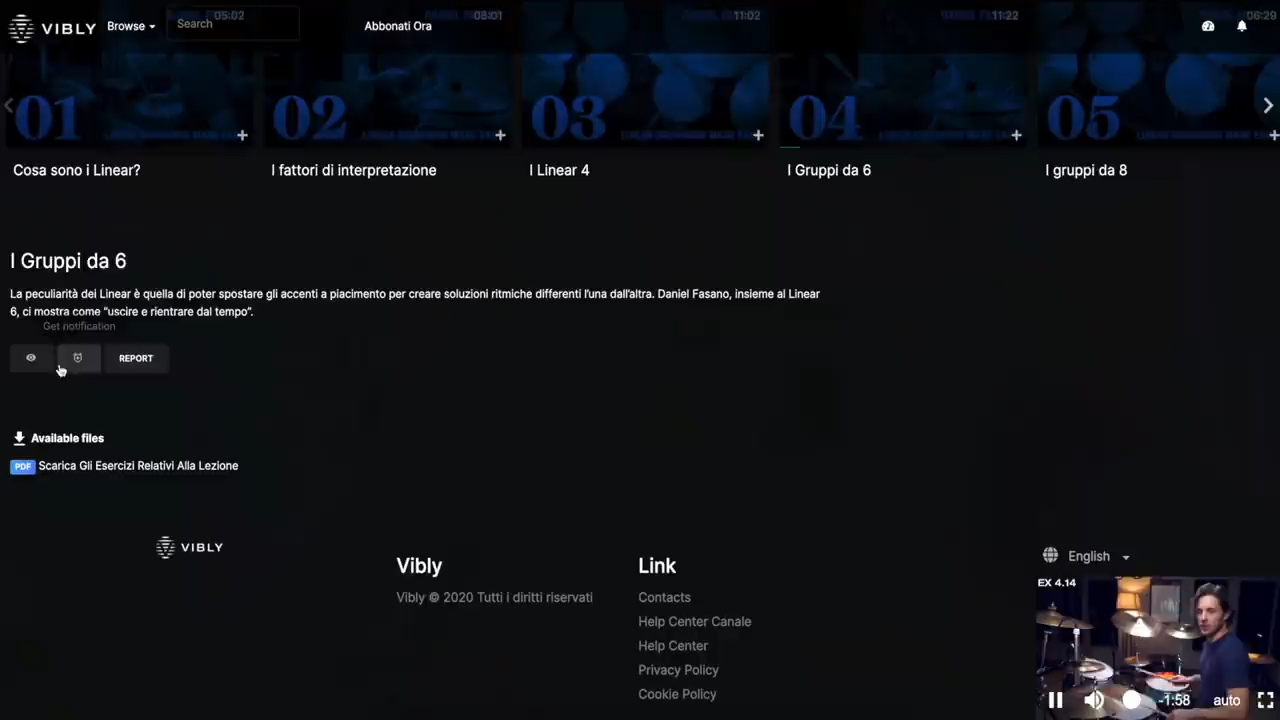 VIBLY
Browse
Search
Abbonati Ora
05:02
08:01
11:02
11:22
06:29
01
02
03
04
05
Cosa sono i Linear?
I fattori di interpretazione
I Linear 4
I Gruppi da 6
I gruppi da 8
I Gruppi da 6
La peculiarità dei Linear è quella di poter spostare gli accenti a piacimento per creare soluzioni ritmiche differenti l'una dall'altra. Daniel Fasano, insieme al Linear
6, ci mostra come "uscire e rientrare dal tempo".
Get notification
REPORT
Available files
PDF Scarica Gli Esercizi Relativi Alla Lezione
VIBLY
Vibly
Vibly © 2020 Tutti i diritti riservati
Link
Contacts
Help Center Canale
Help Center
Privacy Policy
Cookie Policy
English
EX 4.14
-1:58
auto